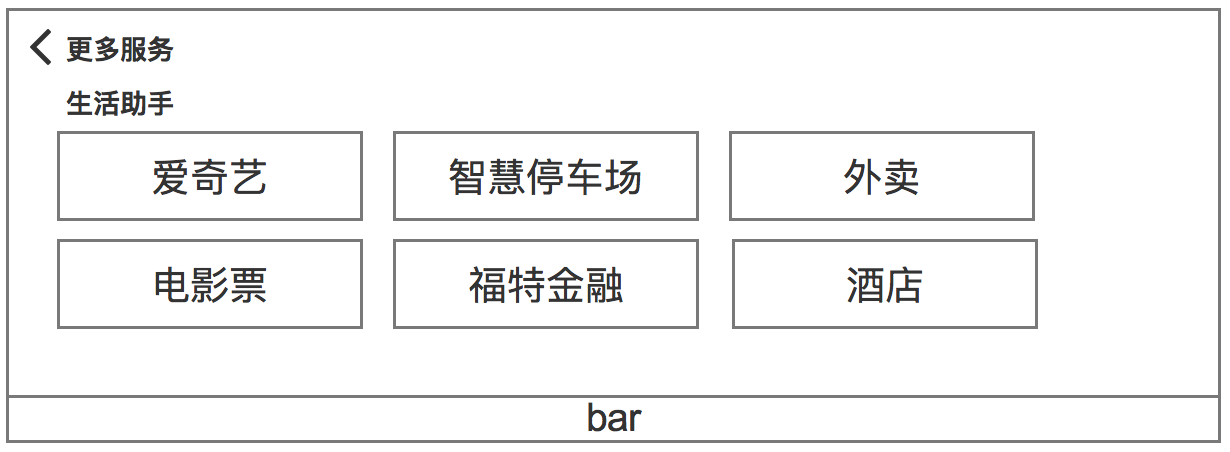 更多服务
生活助手
爱奇艺 智慧停车场 外卖
电影票 福特金融 酒店
bar